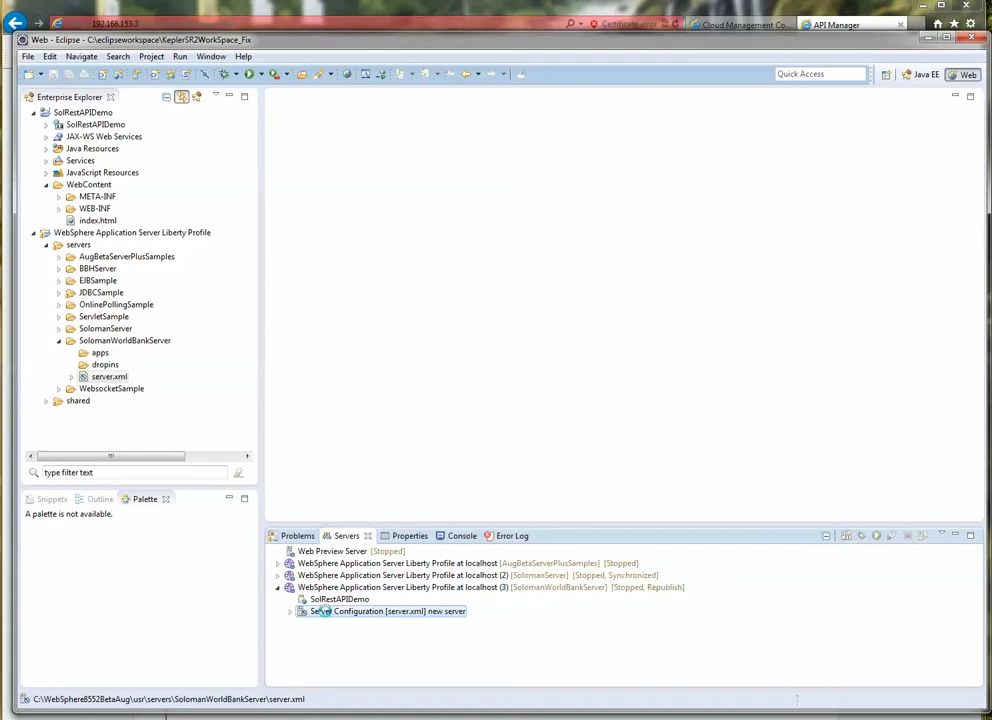 192.168.153.3
Certificate error
Cloud Management Co...
API Manager
Web - Eclipse - C:\eclipseworkspace\KeplerSR2WorkSpace_Fix
File Edit Navigate Search Project Run Window Help
Quick Access
Java EE
Web
Enterprise Explorer
SolRestAPIDemo
SolRestAPIDemo
JAX-WS Web Services
Java Resources
Services
JavaScript Resources
WebContent
META-INF
WEB-INF
index.html
WebSphere Application Server Liberty Profile
servers
AugBetaServerPlusSamples
BBHServer
EJBSample
JDBCSample
OnlinePollingSample
ServletSample
SolomanServer
SolomanWorldBankServer
apps
dropins
server.xml
WebsocketSample
shared
type filter text
Snippets Outline Palette
A palette is not available.
Problems Servers Properties Console Error Log
Web Preview Server [Stopped]
WebSphere Application Server Liberty Profile at localhost [AugBetaServerPlusSamples] [Stopped]
WebSphere Application Server Liberty Profile at localhost (2) [SolomanServer] [Stopped, Synchronized]
WebSphere Application Server Liberty Profile at localhost (3) [SolomanWorldBankServer] [Stopped, Republish]
SolRestAPIDemo
Server Configuration [server.xml] new server
C:\WebSphere8552BetaAug\usr\servers\SolomanWorldBankServer\server.xml